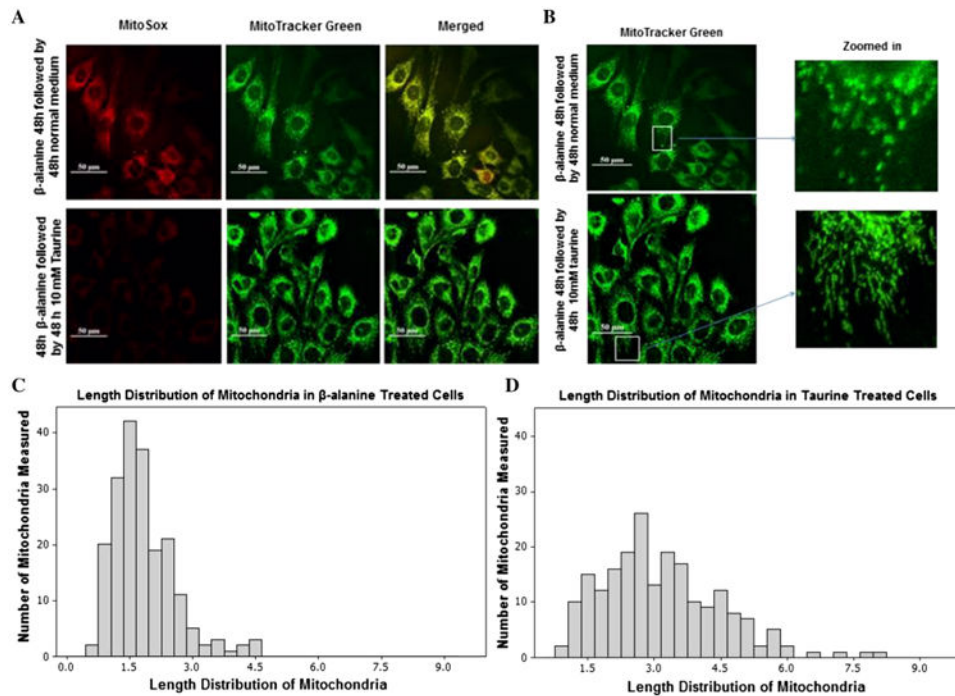 A
MitoSox
MitoTracker Green
Merged
β-alanine 48h followed by
48h normal medium
50 µm
50 µm
50 µm
48h β-alanine followed
by 48 h 10 mM Taurine
50 µm
50 µm
50 µm
B
MitoTracker Green
Zoomed in
β-alanine 48h followed
by 48h normal medium
50 µm
β-alanine 48h followed by
48h 10mM taurine
50 µm
C
Length Distribution of Mitochondria in β-alanine Treated Cells
Number of Mitochondria Measured
40
30
20
10
0
0.0 1.5 3.0 4.5 6.0 7.5 9.0
Length Distribution of Mitochondria
D
Length Distribution of Mitochondria in Taurine Treated Cells
Number of Mitochondria Measured
40
30
20
10
0
1.5 3.0 4.5 6.0 7.5 9.0
Length Distribution of Mitochondria